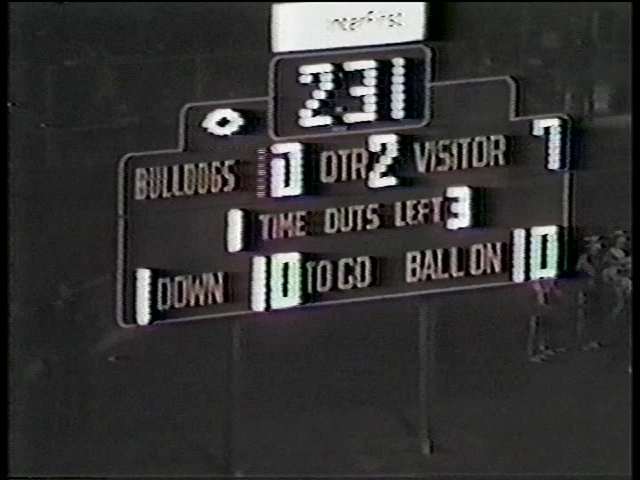 InterFirst
2:31
BULLDOGS 0 QTR 2 VISITOR 7
1 TIME OUTS LEFT 3
1 DOWN 10 TO GO BALL ON 10